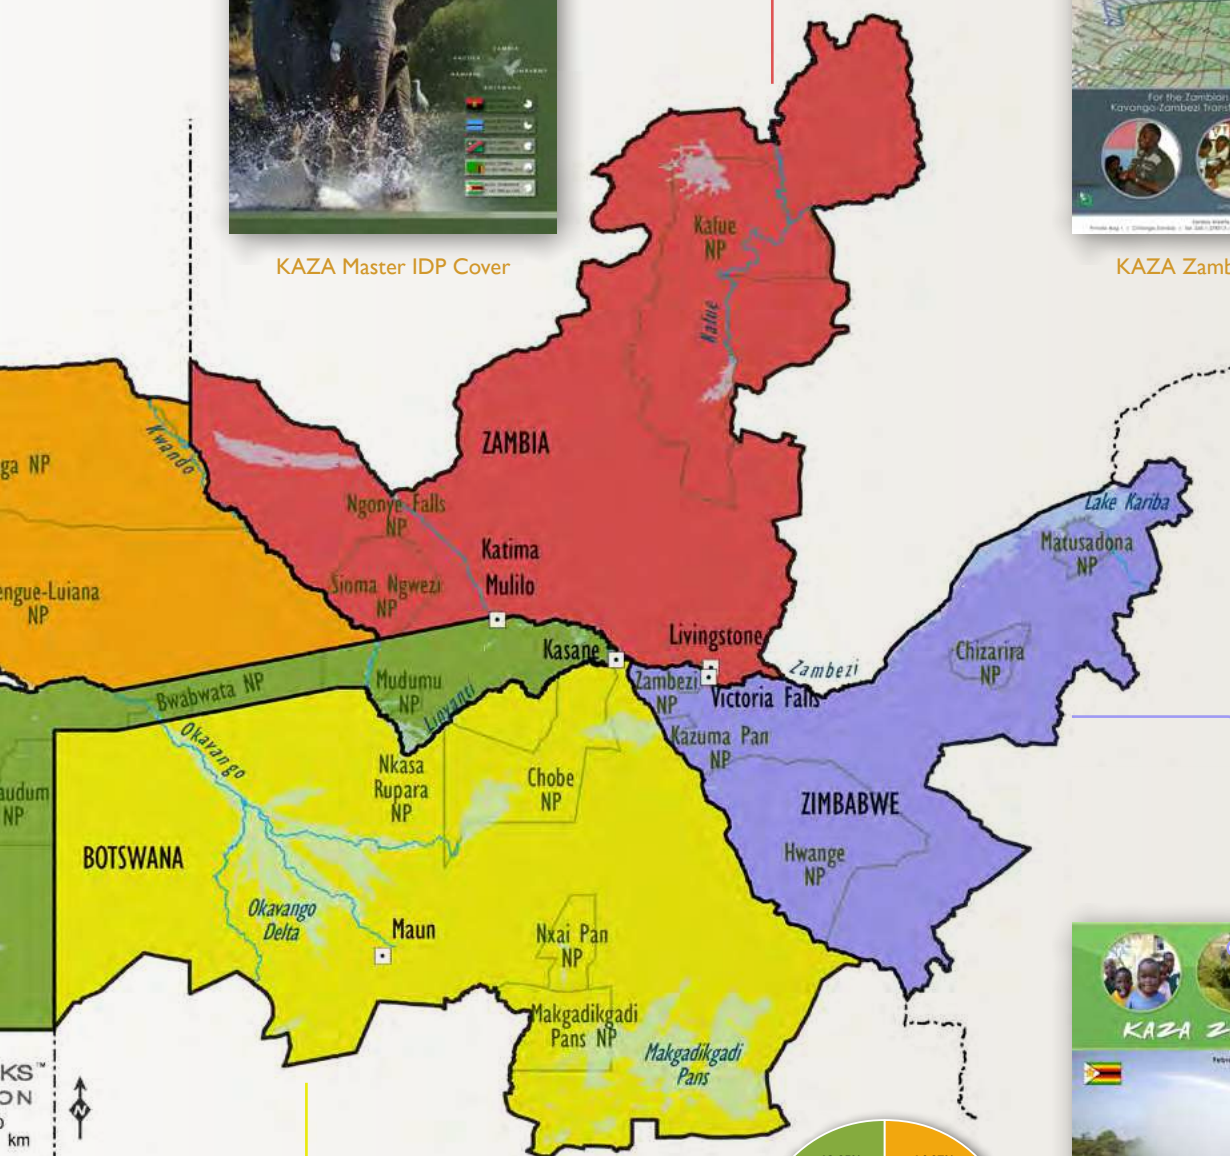 ZAMBIA
BOTSWANA
For the Zambian
Kavango-Zambezi Transf
KAZA Master IDP Cover
KAZA Zamb
Kafue
NP
Kafue
Kwando
ga NP
ZAMBIA
Lake Kariba
Ngonye Falls
NP
Matusadona
NP
Katima
Mulilo
Sioma Ngwezi
NP
engue-Luiana
NP
Livingstone
Kasane
Chizarira
NP
Zambezi
Bwabwata NP
Mudumu
NP
Zambezi
NP
Victoria Falls
Linyanti
Okavango
Kazuma Pan
NP
Nkasa
Rupara
NP
Chobe
NP
audum
NP
ZIMBABWE
BOTSWANA
Hwange
NP
Okavango
Delta
Maun
Nxai Pan
NP
Makgadikgadi
Pans NP
Makgadikgadi
Pans
KAZA Z
KS™
ON
N
km